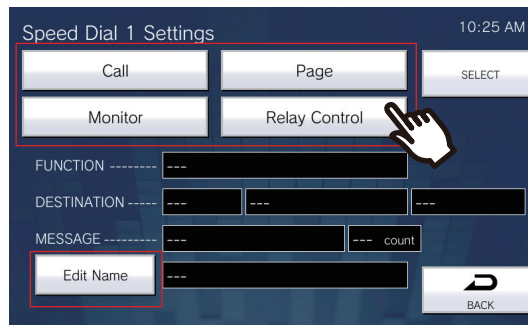 Speed Dial 1 Settings 10:25 AM
Call Page SELECT
Monitor Relay Control
FUNCTION -------- ---
DESTINATION ----- --- --- ---
MESSAGE --------- --- --- count
Edit Name ---
BACK